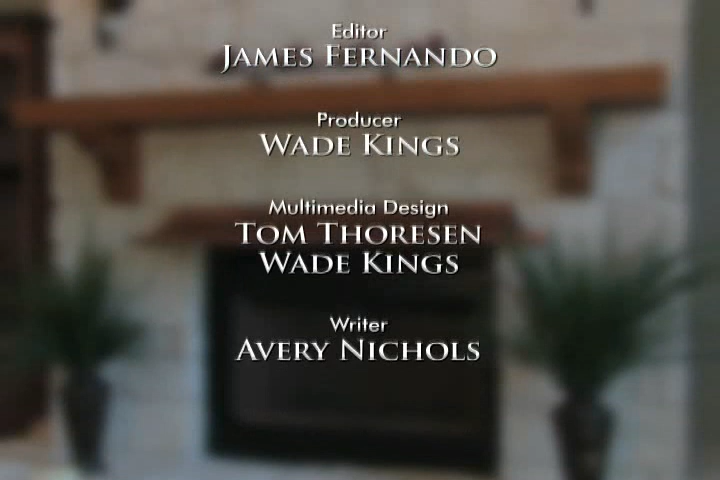 Editor
JAMES FERNANDO
Producer
WADE KINGS
Multimedia Design
TOM THORESEN
WADE KINGS
Writer
AVERY NICHOLS